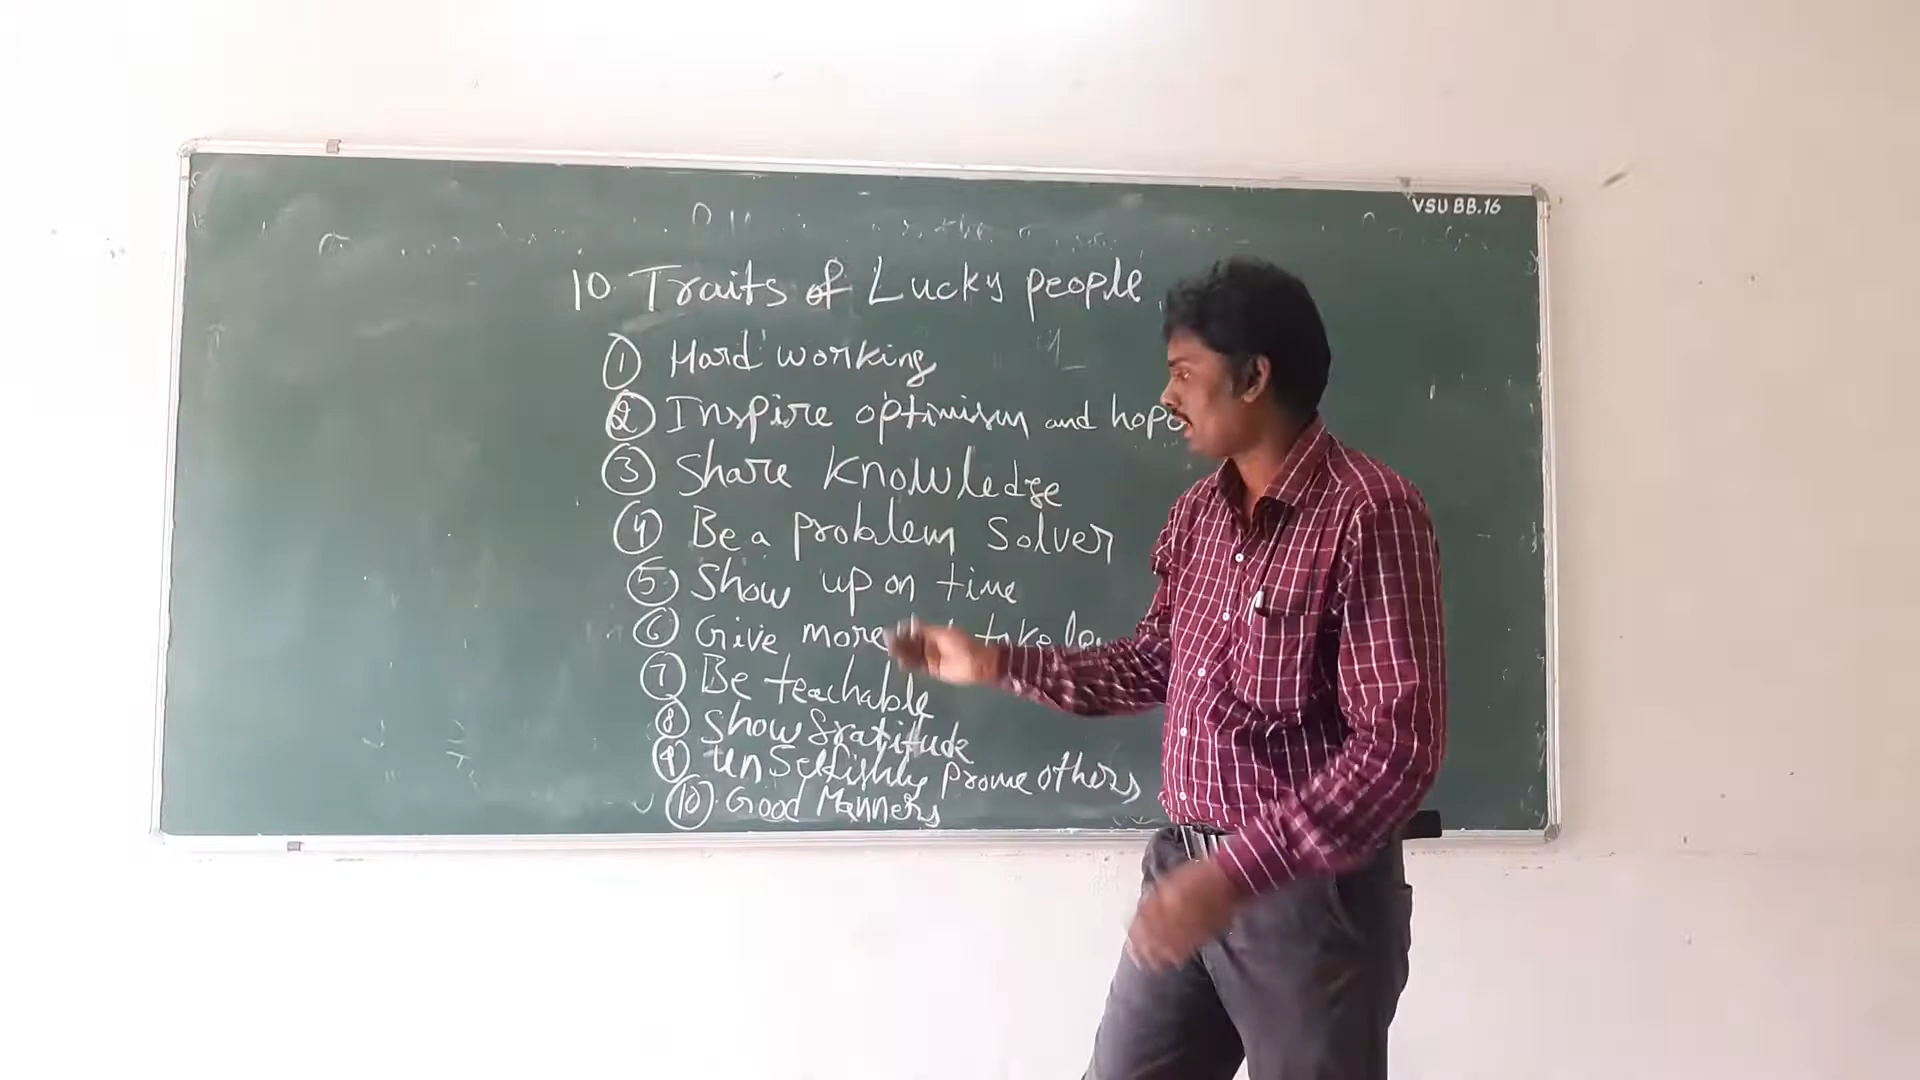 VSU BB.16
10 Traits of Lucky people
① Hard working
② Inspire optimism and hope
③ Share Knowledge
④ Be a problem Solver
⑤ Show up on time
⑥ Give more take
⑦ Be teachable
⑧ Show Gratitude
⑨ Unselfishly Prome others
⑩ Good Manners